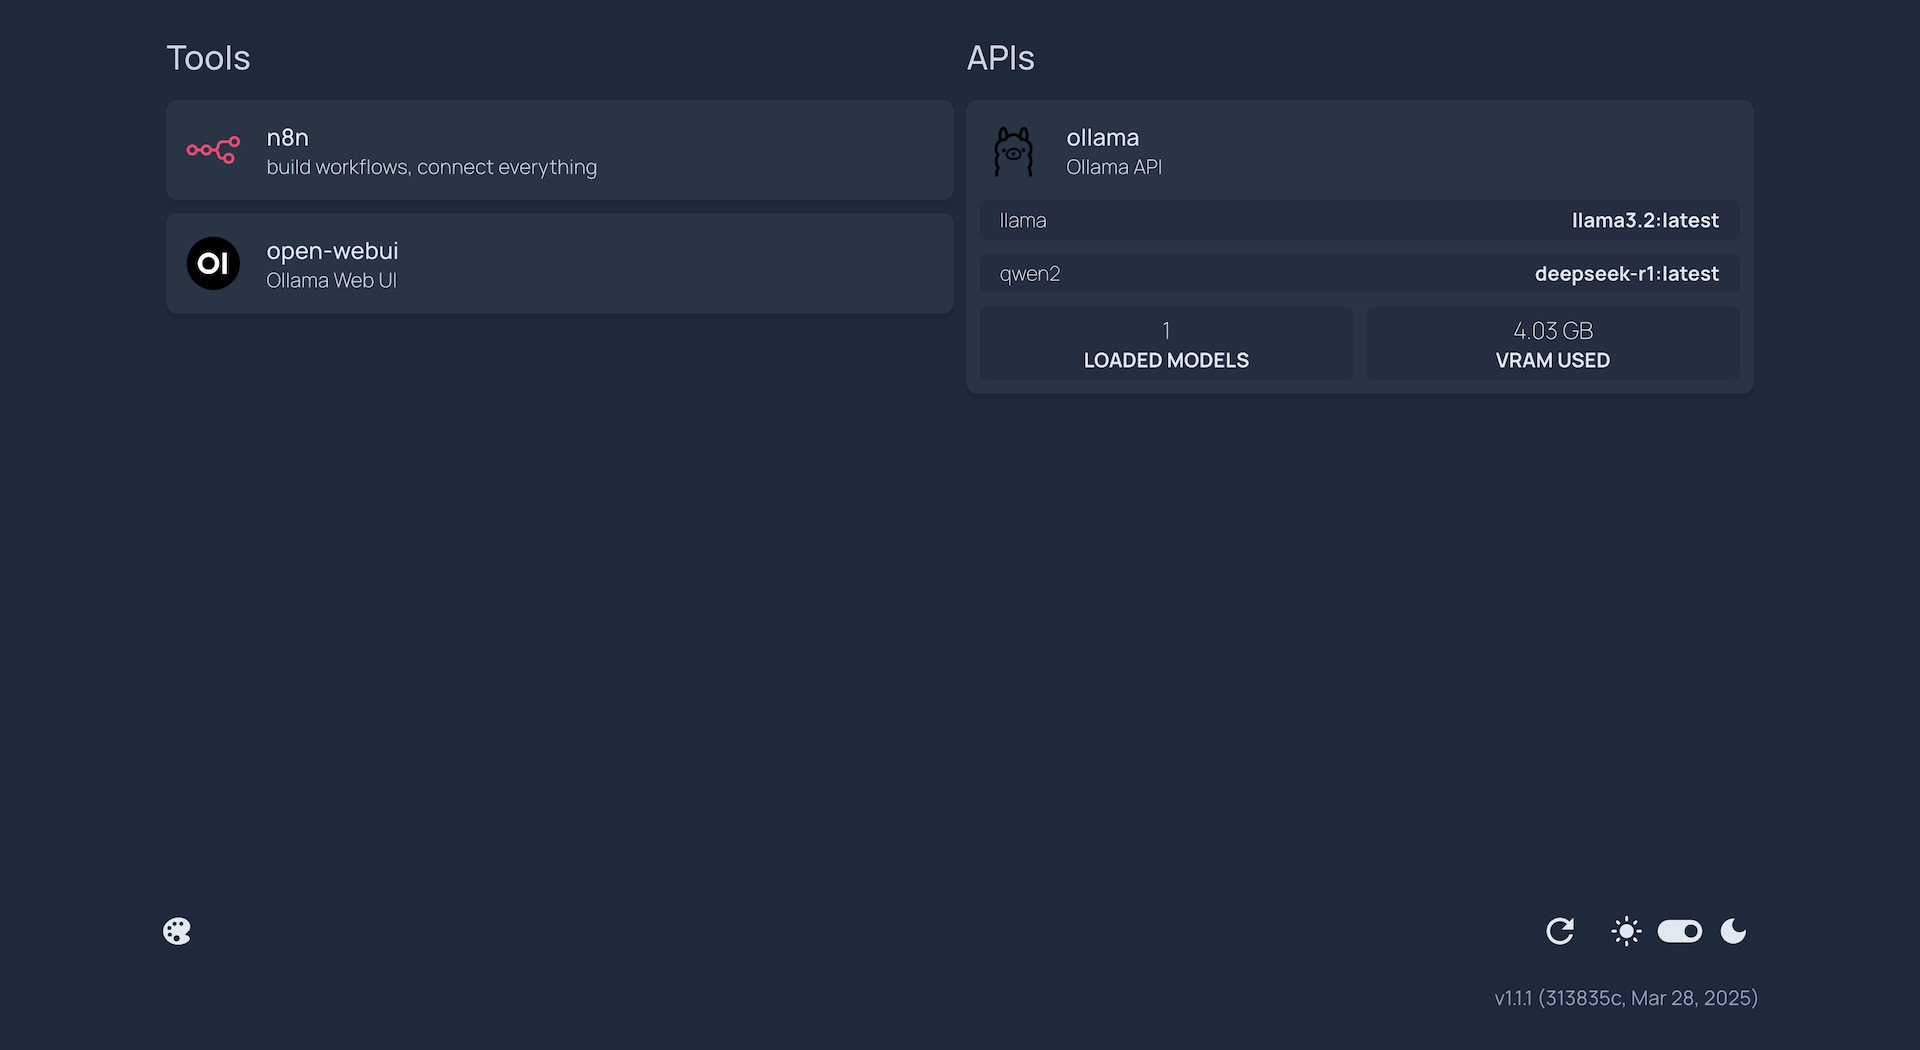 Tools
n8n
build workflows, connect everything
OI
open-webui
Ollama Web UI
APIs
ollama
Ollama API
llama llama3.2:latest
qwen2 deepseek-r1:latest
1
LOADED MODELS
4.03 GB
VRAM USED
v1.1.1 (313835c, Mar 28, 2025)